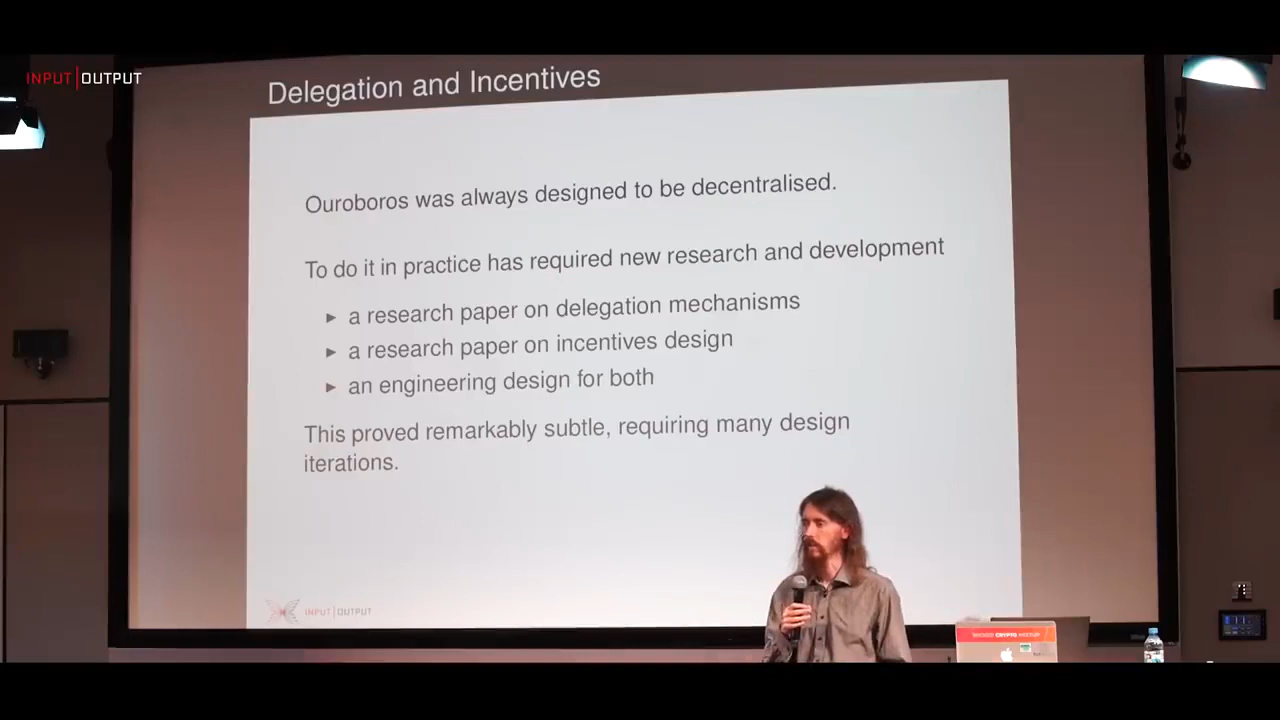 INPUT|OUTPUT
Delegation and Incentives
Ouroboros was always designed to be decentralised.
To do it in practice has required new research and development
▸ a research paper on delegation mechanisms
▸ a research paper on incentives design
▸ an engineering design for both
This proved remarkably subtle, requiring many design
iterations.
INPUT|OUTPUT